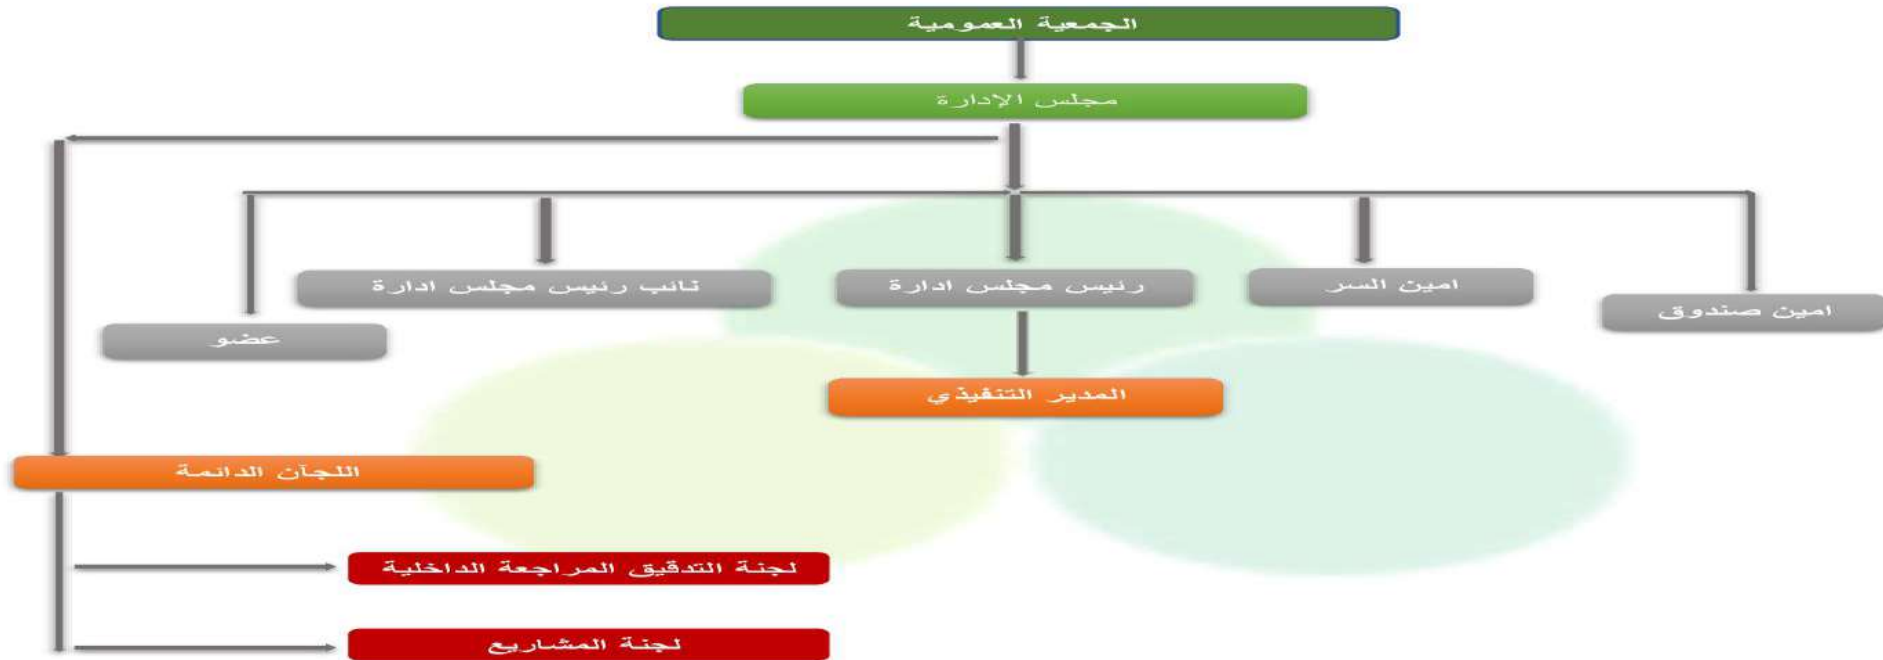 الجمعية العمومية
مجلس الإدارة
امين صندوق
امين السر
رئيس مجلس ادارة
نائب رئيس مجلس ادارة
عضو
المدير التنفيذي
اللجآن الدائمة
لجنة التدقيق المراجعة الداخلية
لجنة المشاريع